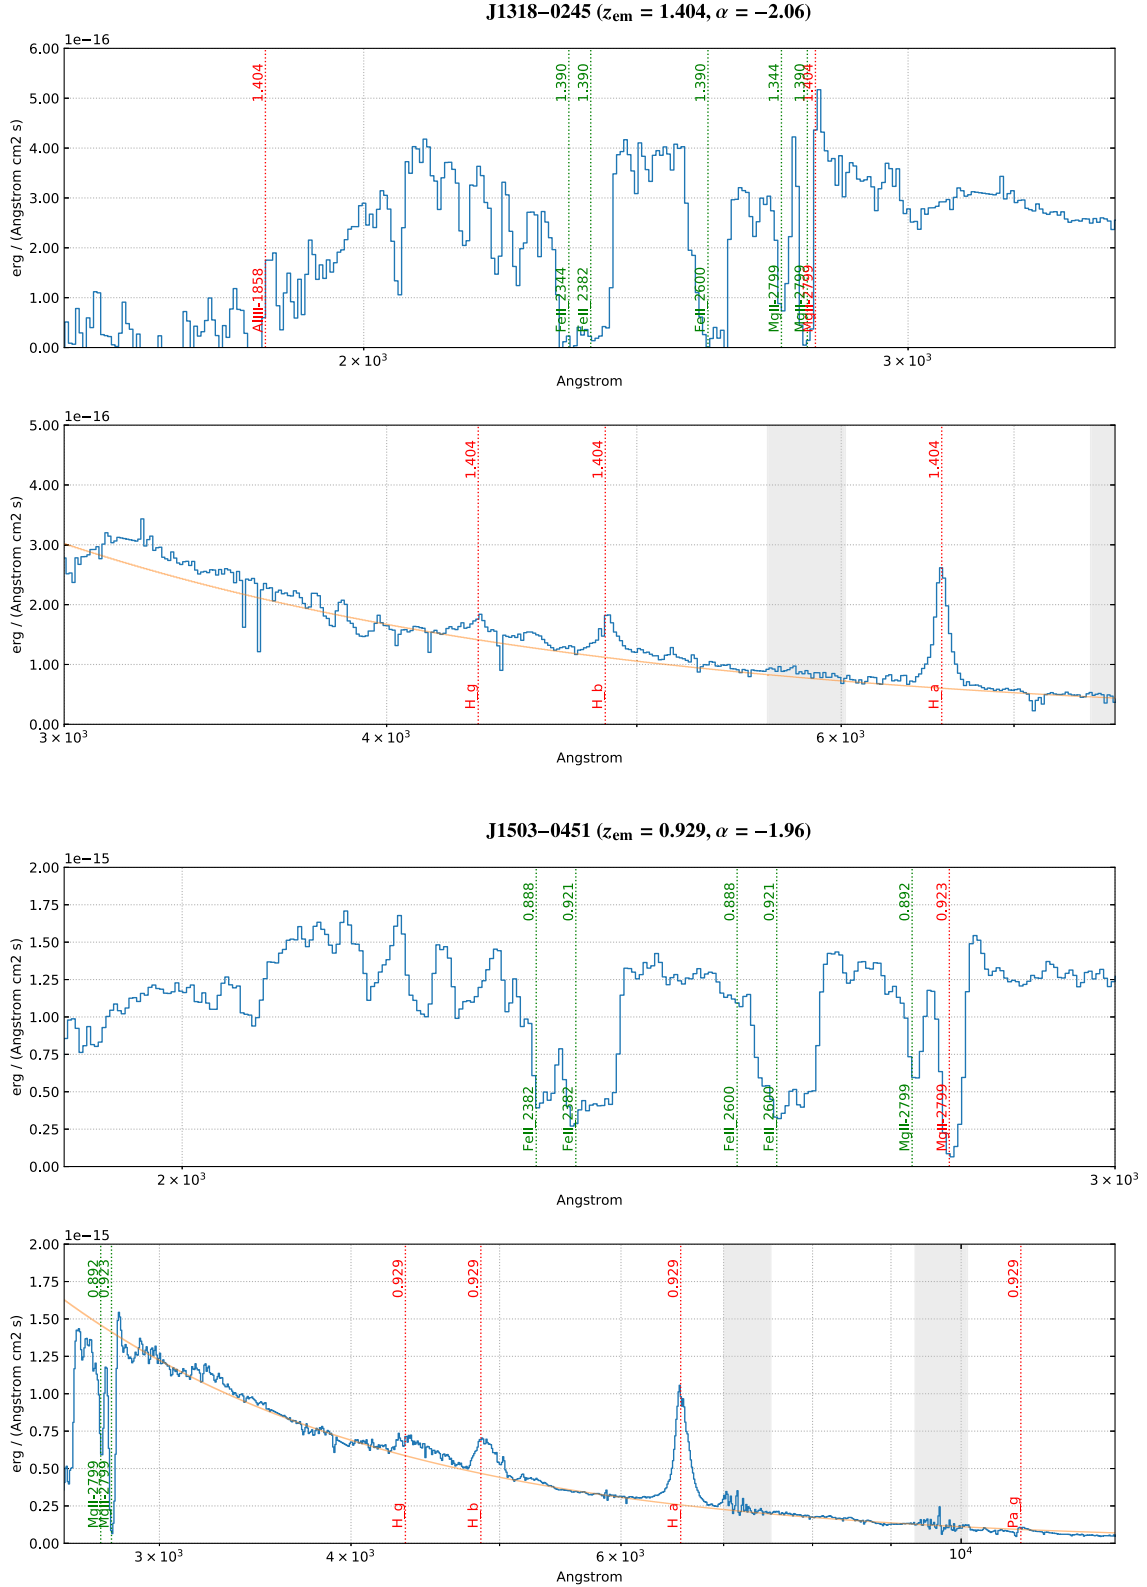 J1318−0245 (zem = 1.404, α = −2.06)
1e−16
6.00
5.00
4.00
3.00
2.00
1.00
0.00
erg / (Angstrom cm2 s)
1.404
AlIII-1858
1.390
FeII_2344
1.390
FeII_2382
1.390
FeII_2600
1.344
MgII-2799
1.390
MgII-2799
1.404
MgII-2799
2 × 10³
3 × 10³
Angstrom
1e−16
5.00
4.00
3.00
2.00
1.00
0.00
erg / (Angstrom cm2 s)
1.404
H_g
1.404
H_b
1.404
H_a
3 × 10³
4 × 10³
6 × 10³
Angstrom
J1503−0451 (zem = 0.929, α = −1.96)
1e−15
2.00
1.75
1.50
1.25
1.00
0.75
0.50
0.25
0.00
erg / (Angstrom cm2 s)
0.888
FeII_2382
0.921
FeII_2382
0.888
FeII_2600
0.921
FeII_2600
0.892
MgII-2799
0.923
MgII-2799
2 × 10³
3 × 10³
Angstrom
1e−15
2.00
1.75
1.50
1.25
1.00
0.75
0.50
0.25
0.00
erg / (Angstrom cm2 s)
0.892
MgII-2799
0.923
MgII-2799
0.929
H_g
0.929
H_b
0.929
H_a
0.929
Pa_g
3 × 10³
4 × 10³
6 × 10³
10⁴
Angstrom